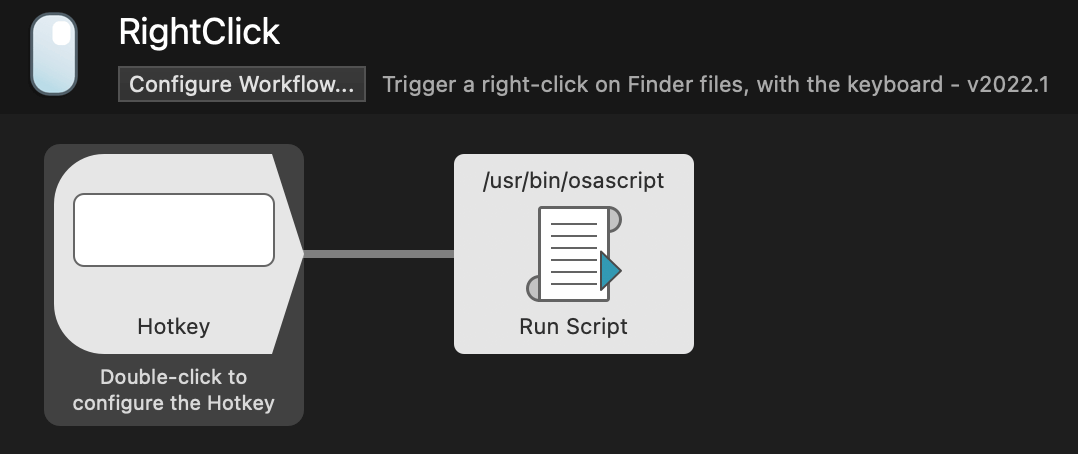 RightClick
Configure Workflow... Trigger a right-click on Finder files, with the keyboard - v2022.1
/usr/bin/osascript
Hotkey
Run Script
Double-click to
configure the Hotkey